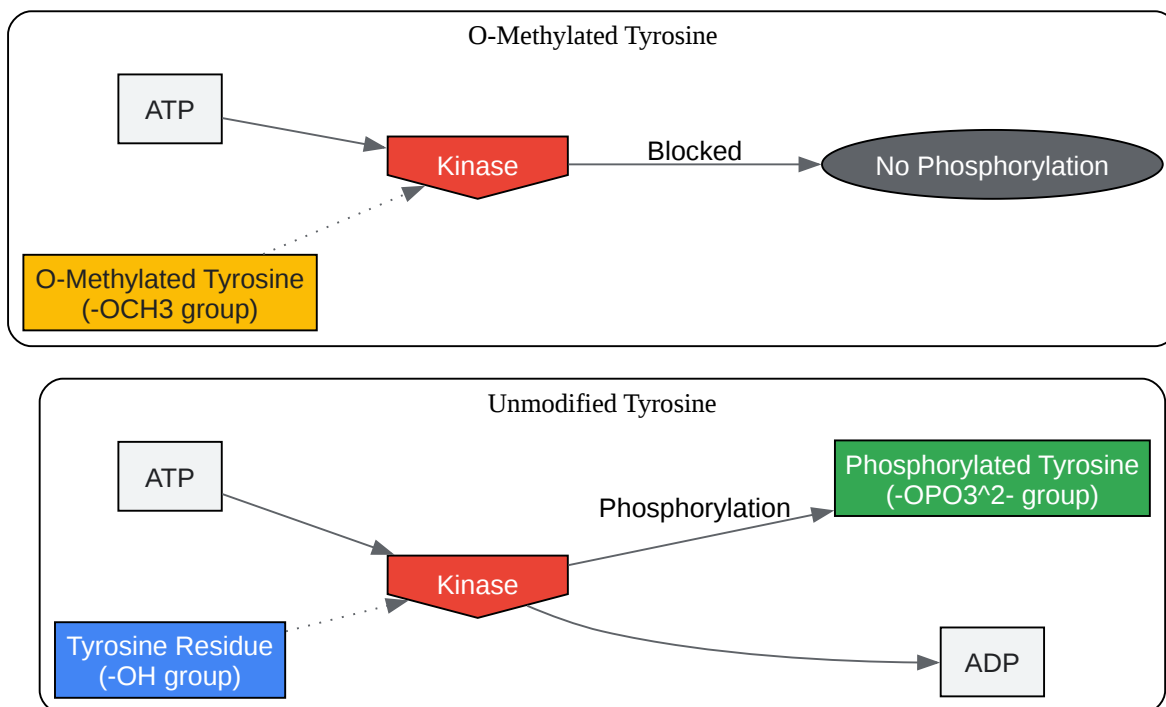 O-Methylated Tyrosine
ATP
Kinase
Blocked
No Phosphorylation
O-Methylated Tyrosine
(-OCH3 group)
Unmodified Tyrosine
ATP
Phosphorylated Tyrosine
(-OPO3^2- group)
Phosphorylation
Kinase
Tyrosine Residue
(-OH group)
ADP